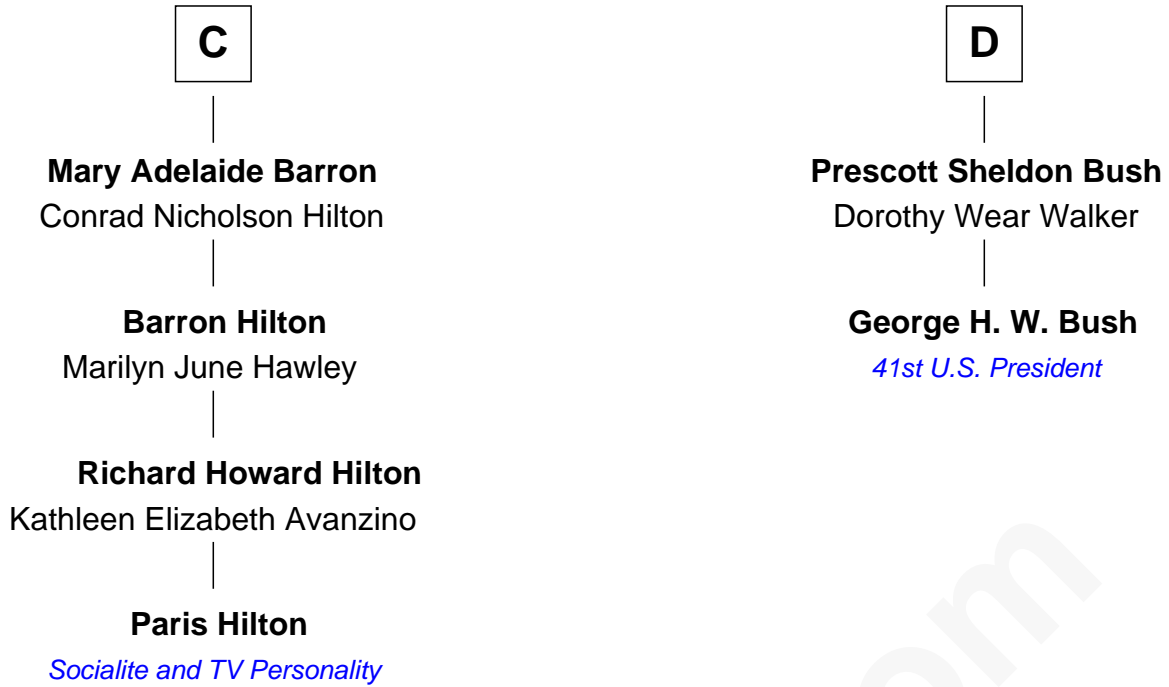 C
Mary Adelaide Barron
Conrad Nicholson Hilton
Barron Hilton
Marilyn June Hawley
Richard Howard Hilton
Kathleen Elizabeth Avanzino
Paris Hilton
Socialite and TV Personality
D
Prescott Sheldon Bush
Dorothy Wear Walker
George H. W. Bush
41st U.S. President
om